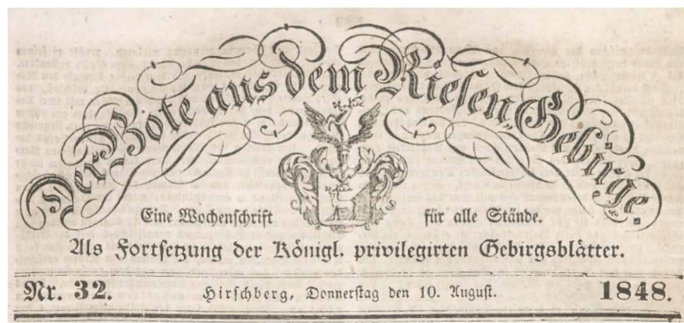 Der Bote aus dem Riesen-Gebirge.
Eine Wochenschrift für alle Stände.
Als Fortsetzung der Königl. privilegirten Gebirgsblätter.
Nr. 32. Hirschberg, Donnerstag den 10. August. 1848.